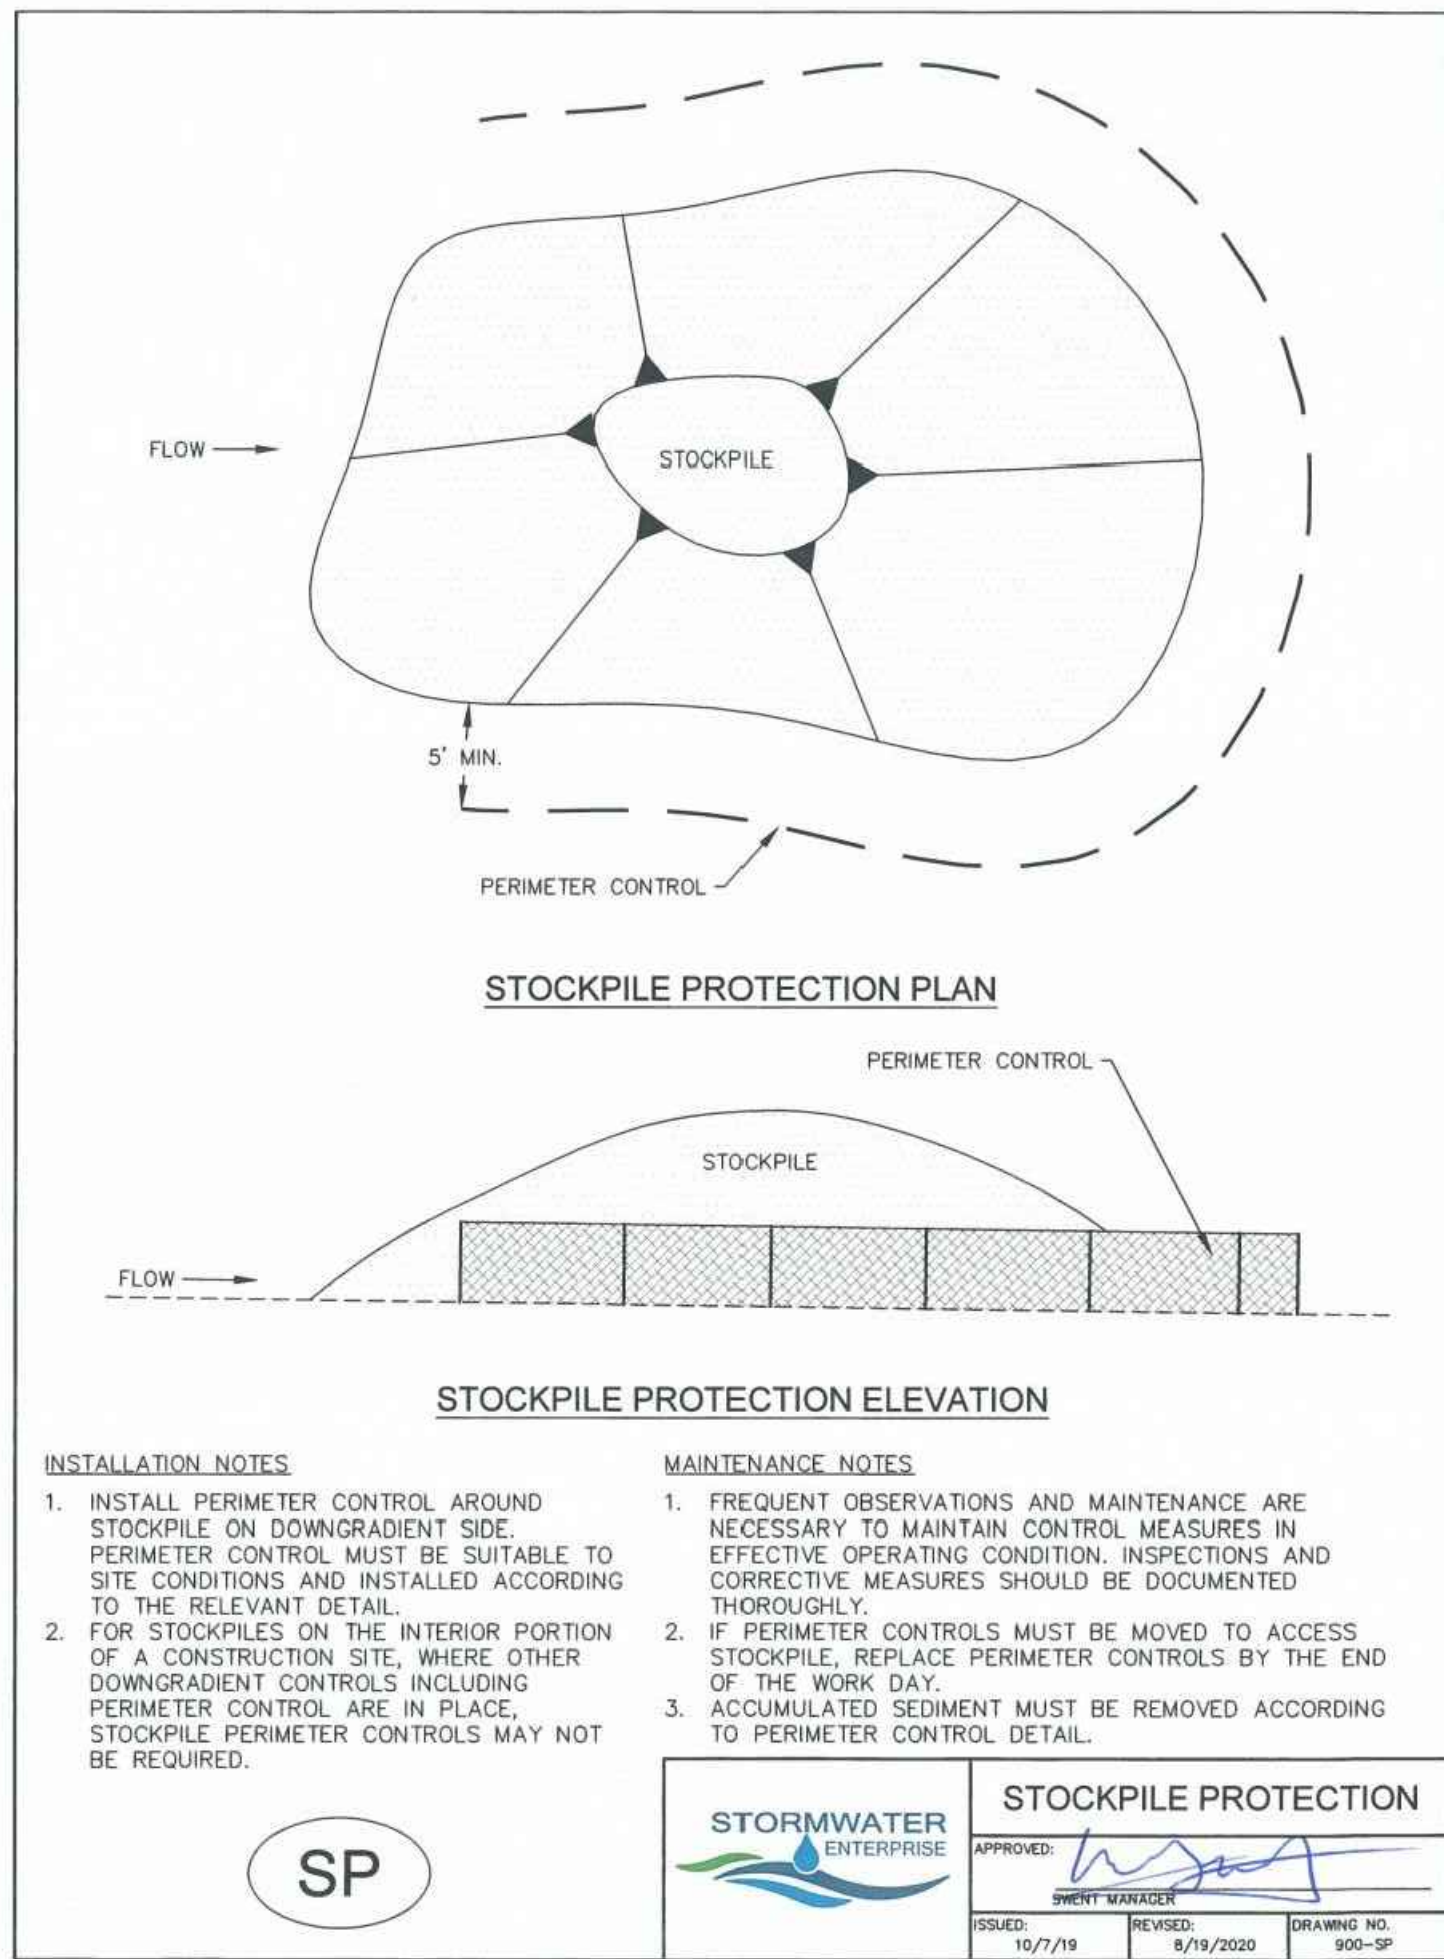 FLOW
STOCKPILE
5' MIN.
PERIMETER CONTROL
STOCKPILE PROTECTION PLAN
PERIMETER CONTROL
STOCKPILE
FLOW
STOCKPILE PROTECTION ELEVATION
INSTALLATION NOTES
1. INSTALL PERIMETER CONTROL AROUND
STOCKPILE ON DOWNGRADIENT SIDE.
PERIMETER CONTROL MUST BE SUITABLE TO
SITE CONDITIONS AND INSTALLED ACCORDING
TO THE RELEVANT DETAIL.
2. FOR STOCKPILES ON THE INTERIOR PORTION
OF A CONSTRUCTION SITE, WHERE OTHER
DOWNGRADIENT CONTROLS INCLUDING
PERIMETER CONTROL ARE IN PLACE,
STOCKPILE PERIMETER CONTROLS MAY NOT
BE REQUIRED.
MAINTENANCE NOTES
1. FREQUENT OBSERVATIONS AND MAINTENANCE ARE
NECESSARY TO MAINTAIN CONTROL MEASURES IN
EFFECTIVE OPERATING CONDITION. INSPECTIONS AND
CORRECTIVE MEASURES SHOULD BE DOCUMENTED
THOROUGHLY.
2. IF PERIMETER CONTROLS MUST BE MOVED TO ACCESS
STOCKPILE, REPLACE PERIMETER CONTROLS BY THE END
OF THE WORK DAY.
3. ACCUMULATED SEDIMENT MUST BE REMOVED ACCORDING
TO PERIMETER CONTROL DETAIL.
SP
STORMWATER
ENTERPRISE
STOCKPILE PROTECTION
APPROVED:
SWENT MANAGER
ISSUED:
10/7/19
REVISED:
8/19/2020
DRAWING NO.
900-SP